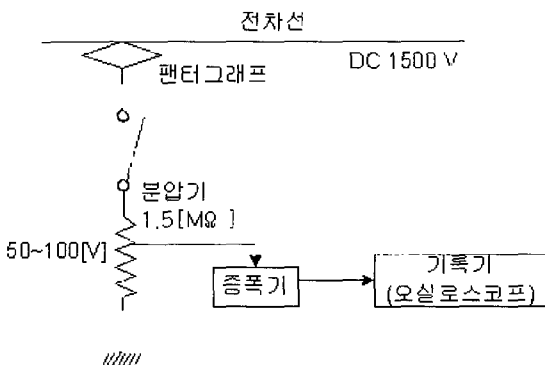 전차선
DC 1500 V
팬터그래프
분압기
1.5[MΩ ]
50~100[V]
증폭기
기록기
(오실로스코프)